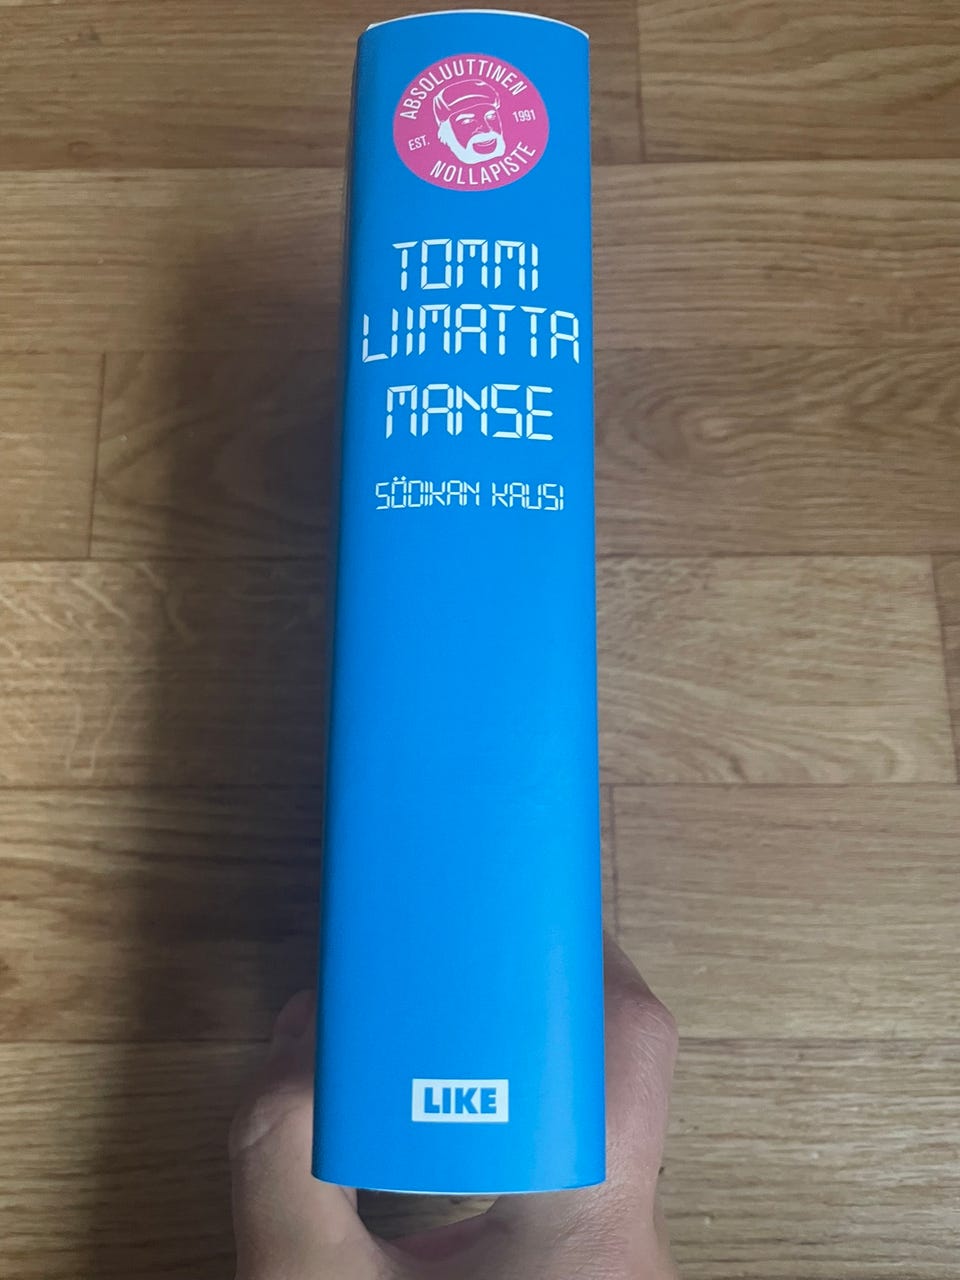 ABSOLUUTTINEN
EST. 1991
NOLLAPISTE
TOMMI
LIIMATTA
MANSE
SÖDIKAN KAUSI
LIKE